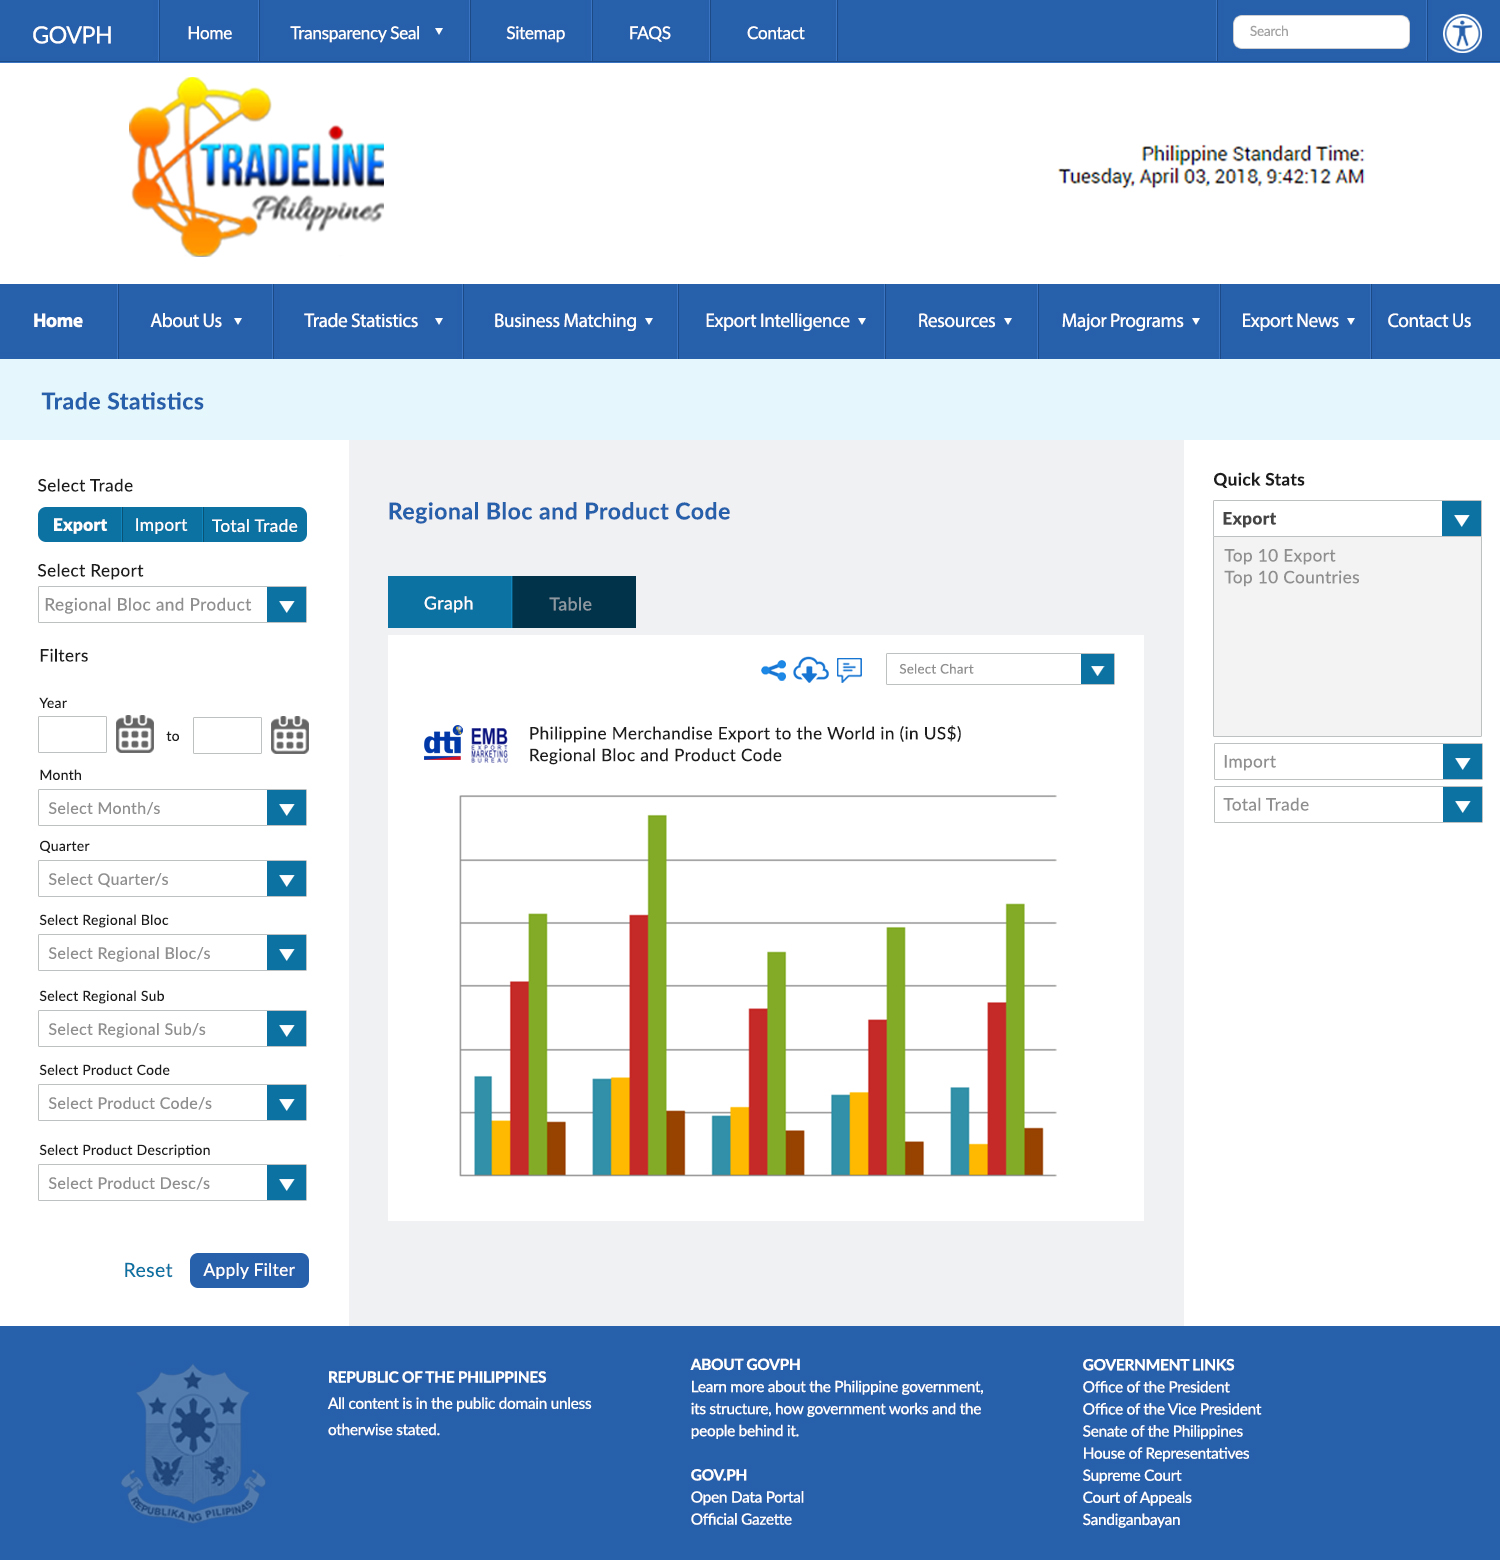 GOVPH
Home
Transparency Seal
Sitemap
FAQS
Contact
Search
TRADELINE
Philippines
Philippine Standard Time:
Tuesday, April 03, 2018, 9:42:12 AM
Home
About Us
Trade Statistics
Business Matching
Export Intelligence
Resources
Major Programs
Export News
Contact Us
Trade Statistics
Select Trade
Export
Import
Total Trade
Select Report
Regional Bloc and Product
Filters
Year
to
Month
Select Month/s
Quarter
Select Quarter/s
Select Regional Bloc
Select Regional Bloc/s
Select Regional Sub
Select Regional Sub/s
Select Product Code
Select Product Code/s
Select Product Description
Select Product Desc/s
Reset
Apply Filter
Regional Bloc and Product Code
Graph
Table
Select Chart
dti
EMB
EXPORT
MARKETING
BUREAU
Philippine Merchandise Export to the World in (in US$)
Regional Bloc and Product Code
Quick Stats
Export
Top 10 Export
Top 10 Countries
Import
Total Trade
REPUBLIKA NG PILIPINAS
REPUBLIC OF THE PHILIPPINES
All content is in the public domain unless
otherwise stated.
ABOUT GOVPH
Learn more about the Philippine government,
its structure, how government works and the
people behind it.
GOV.PH
Open Data Portal
Official Gazette
GOVERNMENT LINKS
Office of the President
Office of the Vice President
Senate of the Philippines
House of Representatives
Supreme Court
Court of Appeals
Sandiganbayan